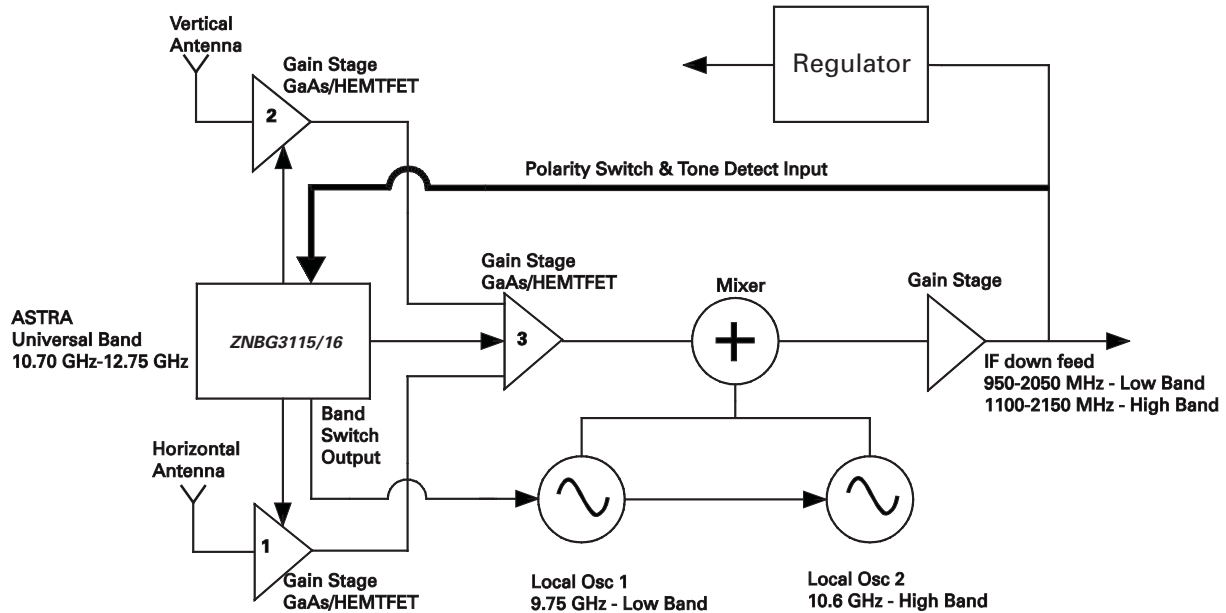 Vertical
Antenna
Gain Stage
GaAs/HEMTFET
2
Regulator
Polarity Switch & Tone Detect Input
Gain Stage
GaAs/HEMTFET
3
Mixer
+
Gain Stage
ASTRA
Universal Band
10.70 GHz-12.75 GHz
ZNBG3115/16
IF down feed
950-2050 MHz - Low Band
1100-2150 MHz - High Band
Band
Switch
Output
Horizontal
Antenna
1
Gain Stage
GaAs/HEMTFET
Local Osc 1
9.75 GHz - Low Band
Local Osc 2
10.6 GHz - High Band